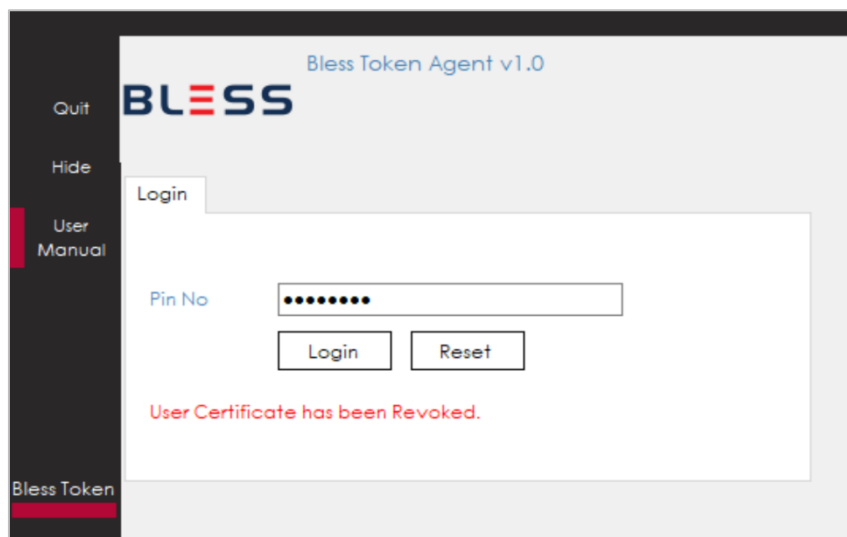 Bless Token Agent v1.0
BLESS
Quit
Hide
User
Manual
Login
Pin No
••••••••
Login Reset
User Certificate has been Revoked.
Bless Token